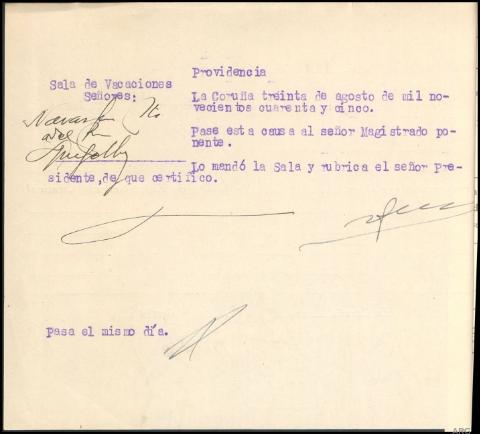 Providencia
Sala de Vacaciones
Señores:
La Coruña treinta de agosto de mil no-
vecientos cuarenta y cinco.
Pase esta causa al señor Magistrado po-
nente.
Lo mandó la Sala y rubrica el señor Pre-
sidente, de que certifico.
Pasa el mismo día.
ARG